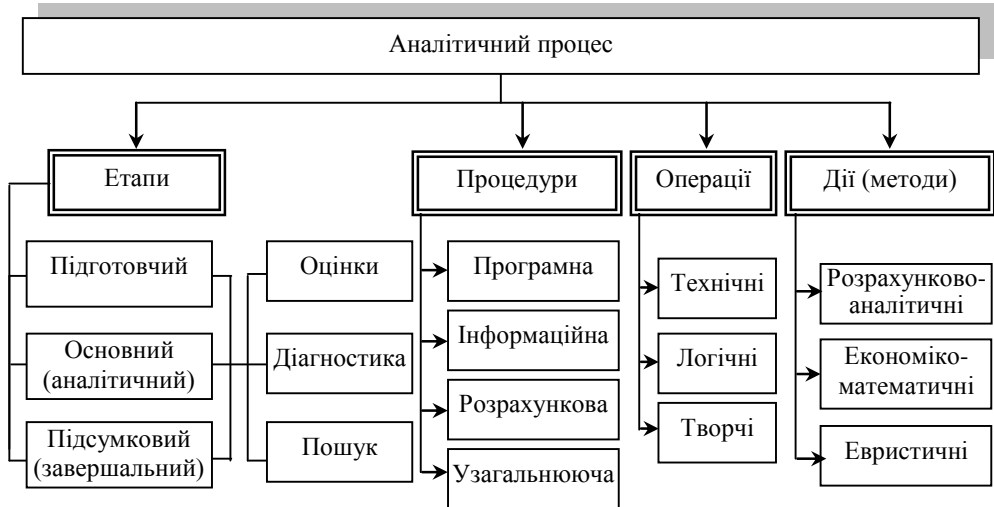 Аналітичний процес
Етапи
Процедури
Операції
Дії (методи)
Підготовчий
Основний
(аналітичний)
Підсумковий
(завершальний)
Оцінки
Діагностика
Пошук
Програмна
Інформаційна
Розрахункова
Узагальнююча
Технічні
Логічні
Творчі
Розрахунково-
аналітичні
Економіко-
математичні
Евристичні